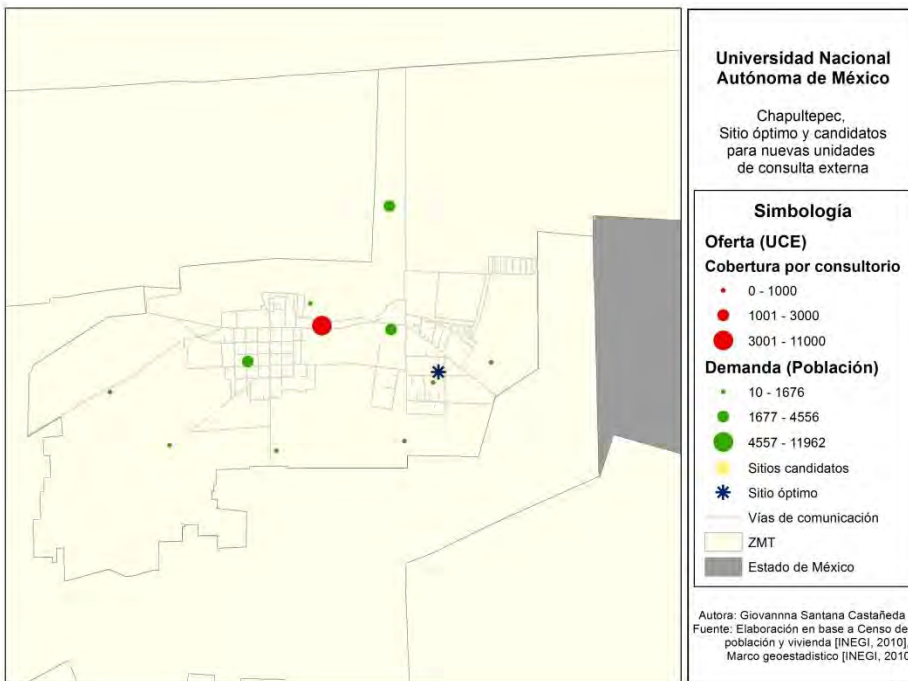 Universidad Nacional
Autónoma de México
Chapultepec,
Sitio óptimo y candidatos
para nuevas unidades
de consulta externa
Simbología
Oferta (UCE)
Cobertura por consultorio
0 - 1000
1001 - 3000
3001 - 11000
Demanda (Población)
10 - 1676
1677 - 4556
4557 - 11962
Sitios candidatos
Sitio óptimo
Vías de comunicación
ZMT
Estado de México
Autora: Giovannna Santana Castañeda
Fuente: Elaboración en base a Censo de
población y vivienda [INEGI, 2010],
Marco geoestadistico [INEGI, 2010